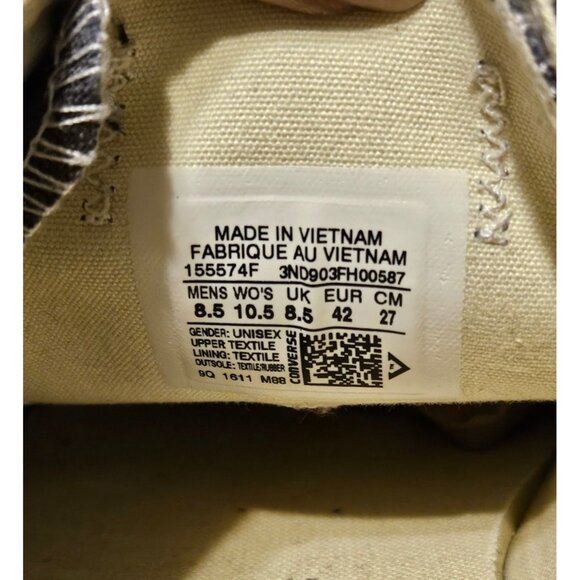 MADE IN VIETNAM
FABRIQUE AU VIETNAM
155574F 3ND903FH00587
MENS WO'S UK EUR CM
8.5 10.5 8.5 42 27
GENDER: UNISEX
UPPER TEXTILE
LINING: TEXTILE
OUTSOLE: TEXTILE/RUBBER
9Q 1611 M88
CONVERSE